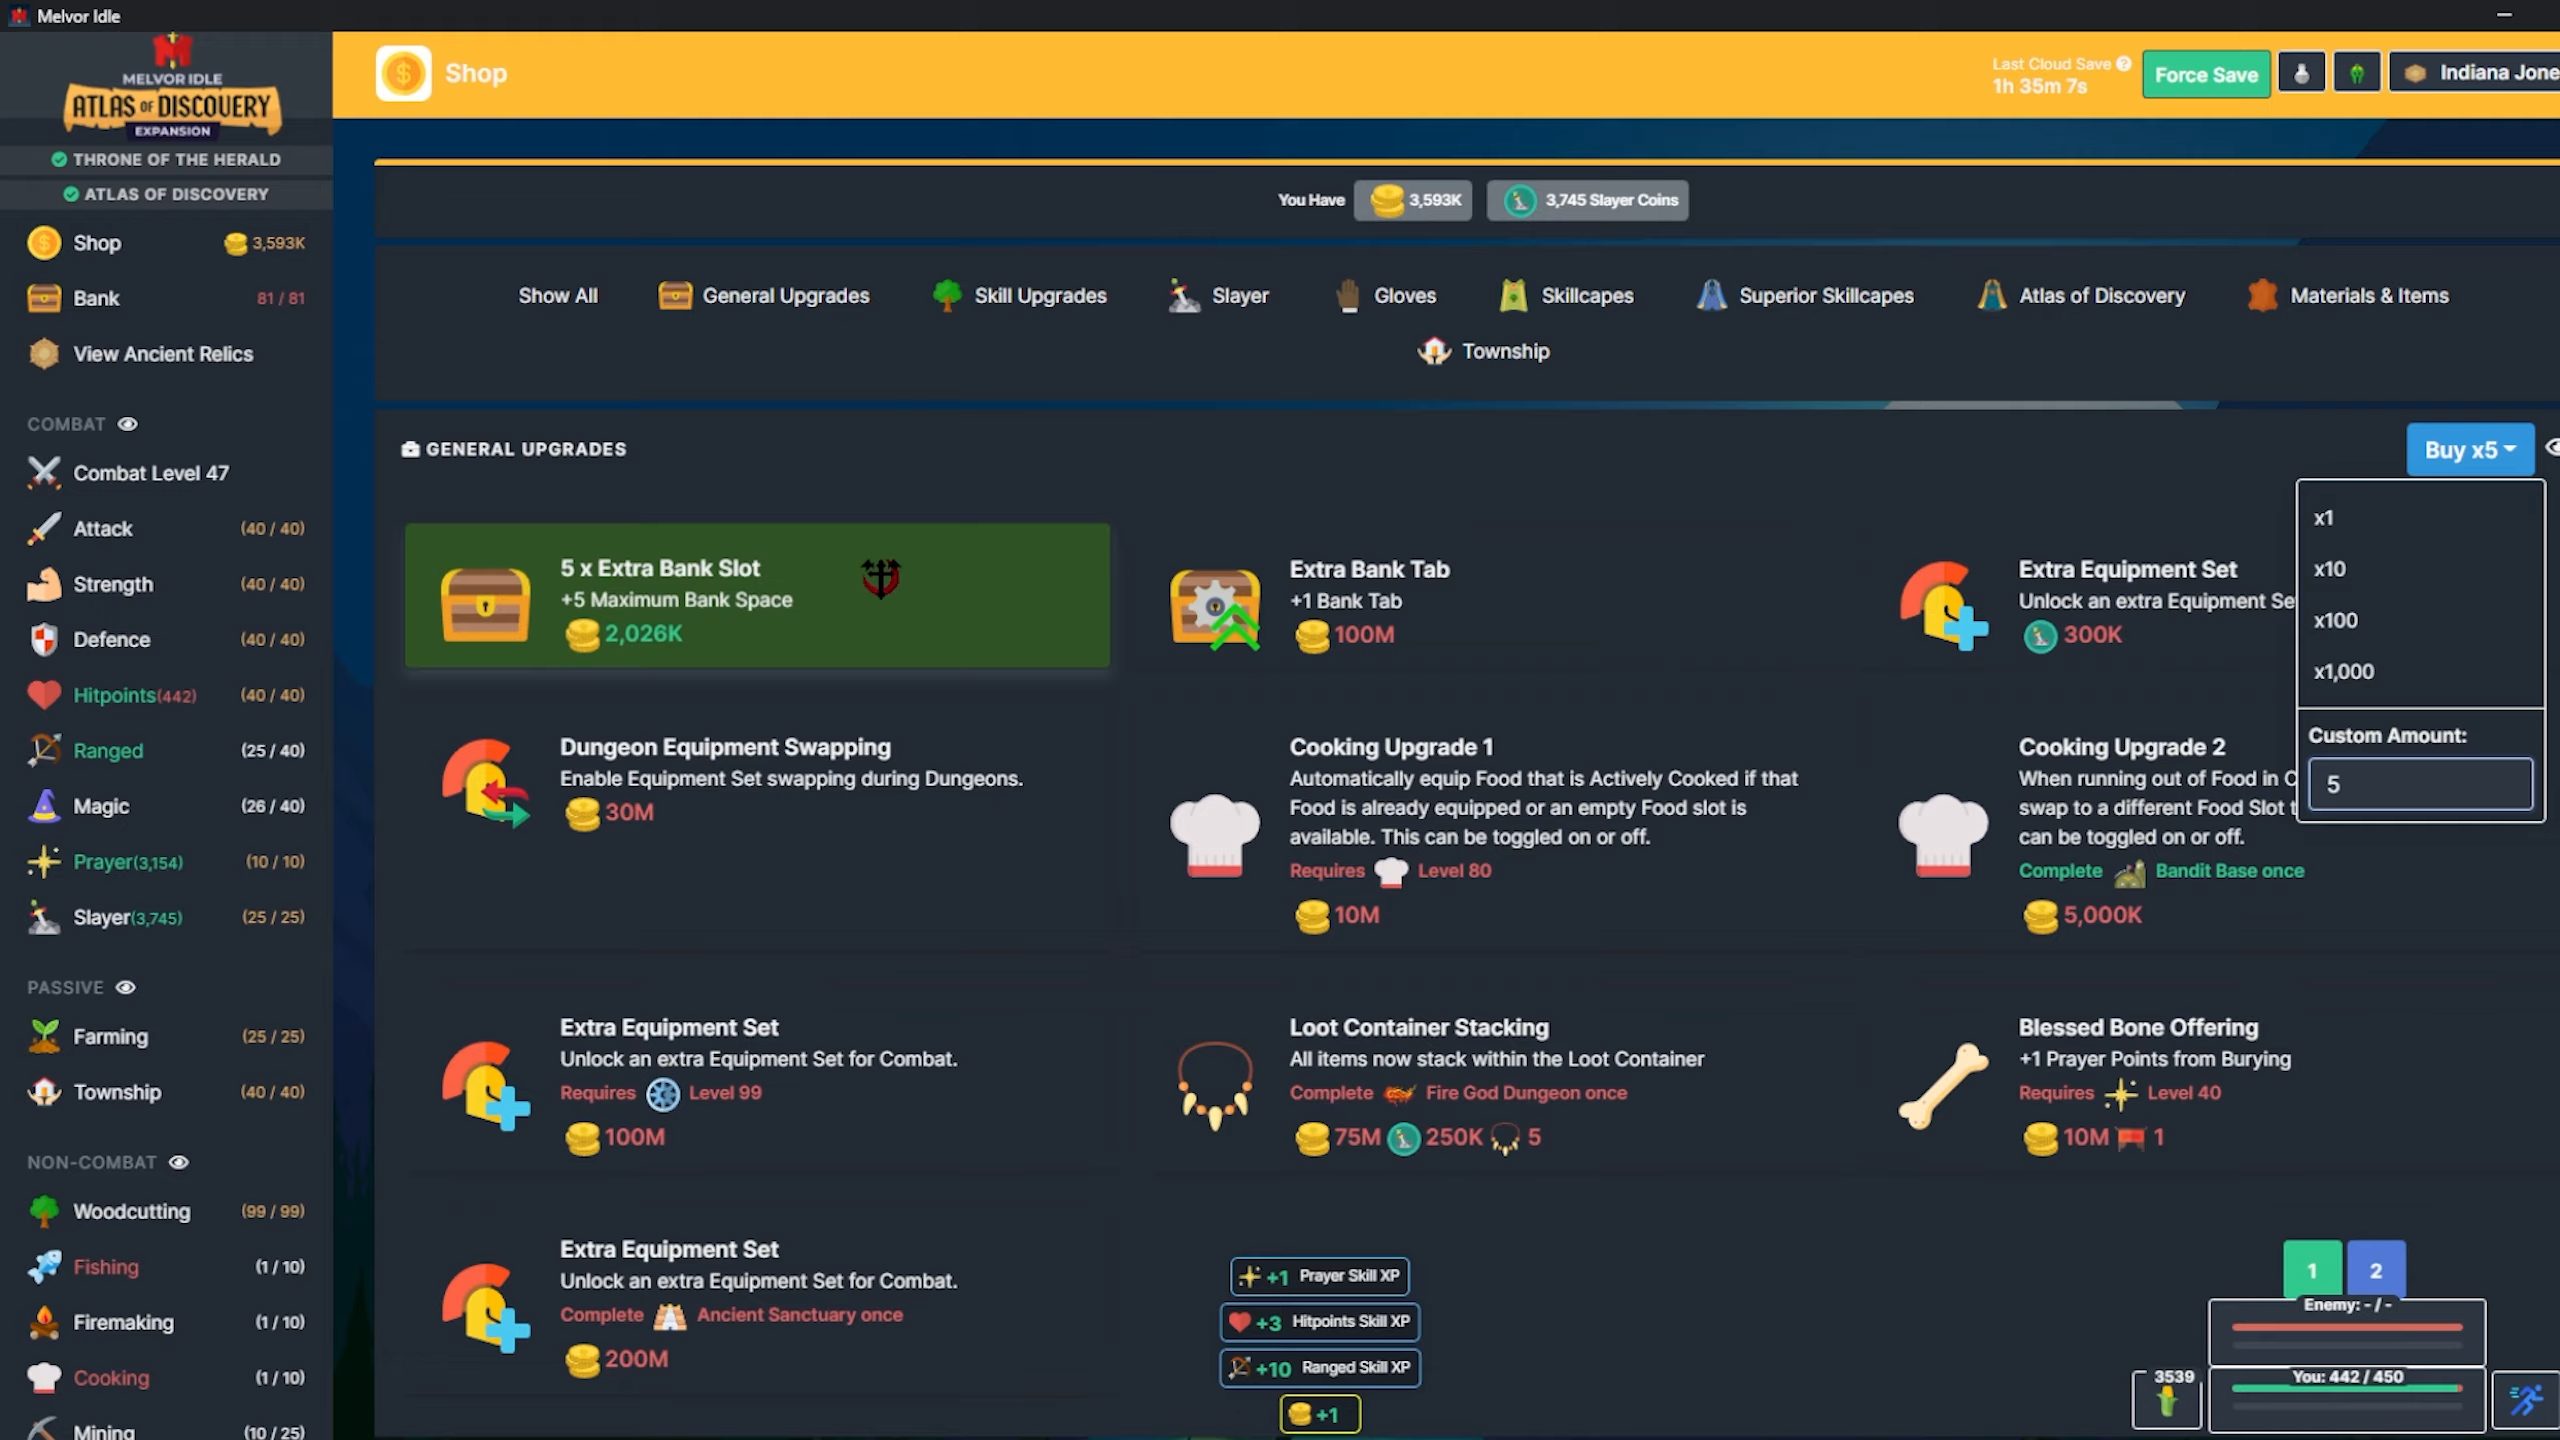 Melvor Idle
MELVOR IDLE
ATLAS OF DISCOVERY
EXPANSION
THRONE OF THE HERALD
ATLAS OF DISCOVERY
Shop 3,593K
Bank 81 / 81
View Ancient Relics
COMBAT
Combat Level 47
Attack (40 / 40)
Strength (40 / 40)
Defence (40 / 40)
Hitpoints(442) (40 / 40)
Ranged (25 / 40)
Magic (26 / 40)
Prayer(3,154) (10 / 10)
Slayer(3,745) (25 / 25)
PASSIVE
Farming (25 / 25)
Township (40 / 40)
NON-COMBAT
Woodcutting (99 / 99)
Fishing (1 / 10)
Firemaking (1 / 10)
Cooking (1 / 10)
Mining (10 / 25)
Shop
Last Cloud Save ?
1h 35m 7s
Force Save
Indiana Jone
You Have 3,593K 3,745 Slayer Coins
Show All General Upgrades Skill Upgrades Slayer Gloves Skillcapes Superior Skillcapes Atlas of Discovery Materials & Items
Township
GENERAL UPGRADES
Buy x5
x1
x10
x100
x1,000
Custom Amount:
5
5 x Extra Bank Slot
+5 Maximum Bank Space
2,026K
Extra Bank Tab
+1 Bank Tab
100M
Extra Equipment Set
Unlock an extra Equipment Se
300K
Dungeon Equipment Swapping
Enable Equipment Set swapping during Dungeons.
30M
Cooking Upgrade 1
Automatically equip Food that is Actively Cooked if that
Food is already equipped or an empty Food slot is
available. This can be toggled on or off.
Requires Level 80
10M
Cooking Upgrade 2
When running out of Food in C
swap to a different Food Slot t
can be toggled on or off.
Complete Bandit Base once
5,000K
Extra Equipment Set
Unlock an extra Equipment Set for Combat.
Requires Level 99
100M
Loot Container Stacking
All items now stack within the Loot Container
Complete Fire God Dungeon once
75M 250K 5
Blessed Bone Offering
+1 Prayer Points from Burying
Requires Level 40
10M 1
Extra Equipment Set
Unlock an extra Equipment Set for Combat.
Complete Ancient Sanctuary once
200M
+1 Prayer Skill XP
+3 Hitpoints Skill XP
+10 Ranged Skill XP
+1
1 2
Enemy: - / -
3539
You: 442 / 450